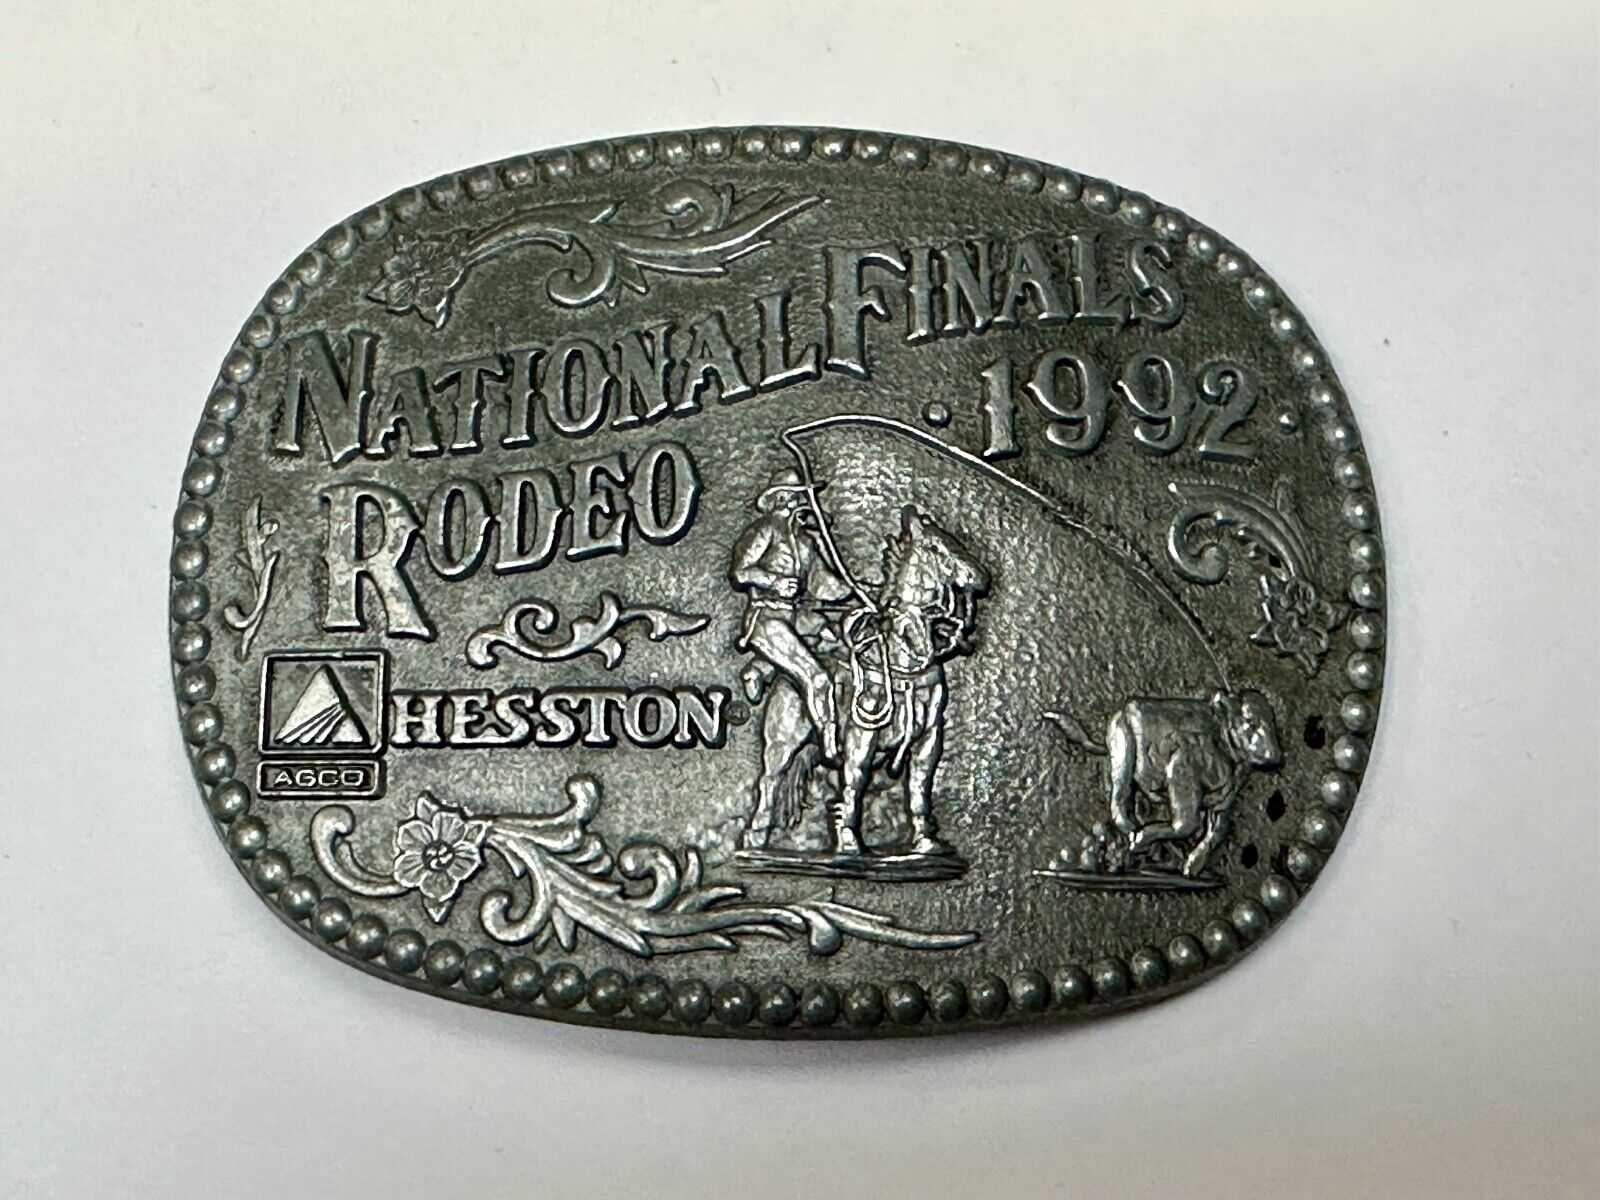 NATIONAL FINALS
RODEO
• 1992 •
HESSTON®
AGCO